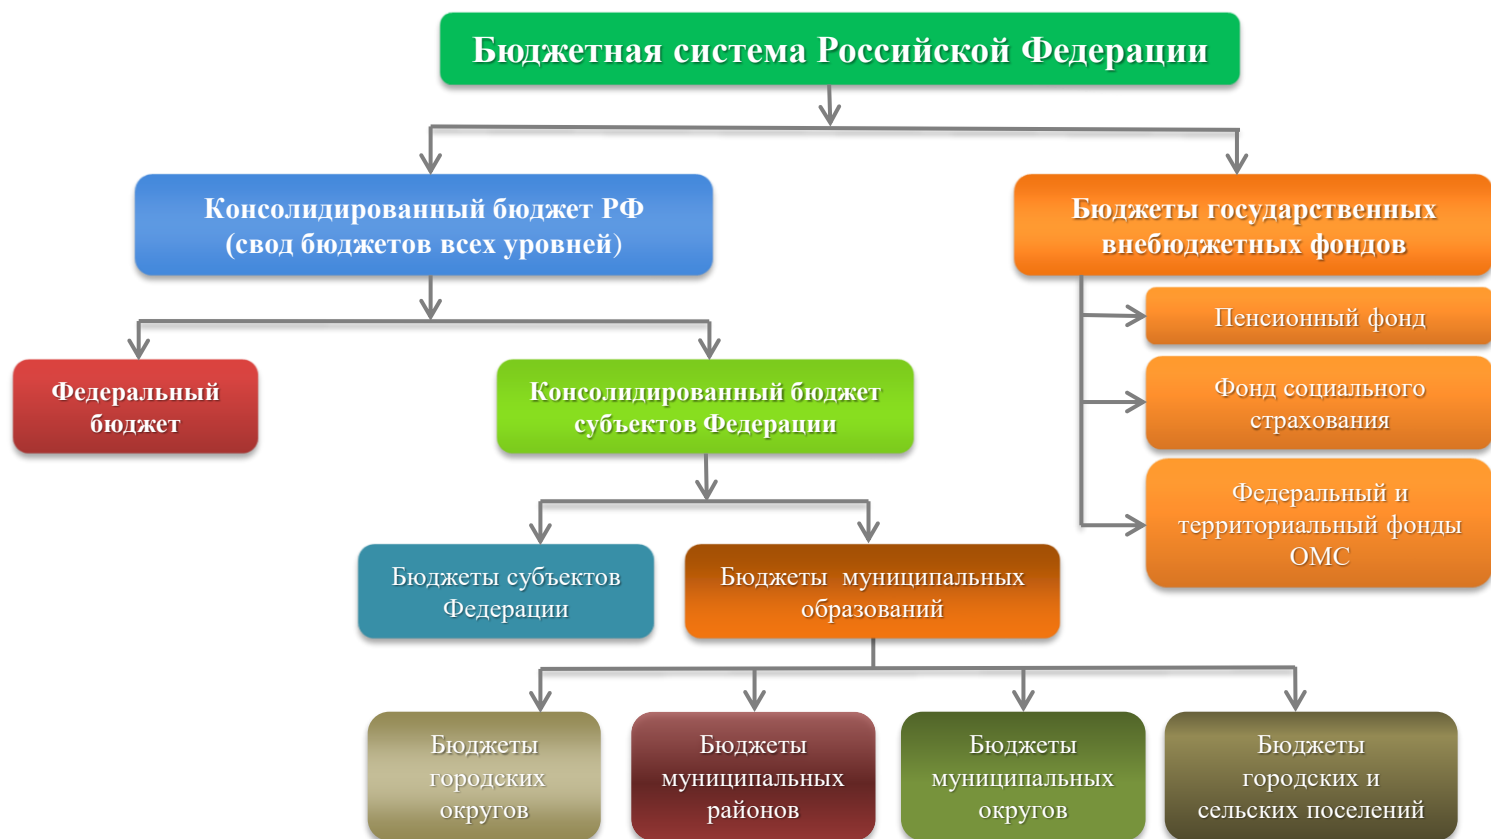 Бюджетная система Российской Федерации
Консолидированный бюджет РФ
(свод бюджетов всех уровней)
Бюджеты государственных
внебюджетных фондов
Пенсионный фонд
Фонд социального
страхования
Федеральный и
территориальный фонды
ОМС
Федеральный
бюджет
Консолидированный бюджет
субъектов Федерации
Бюджеты субъектов
Федерации
Бюджеты муниципальных
образований
Бюджеты
городских
округов
Бюджеты
муниципальных
районов
Бюджеты
муниципальных
округов
Бюджеты
городских и
сельских поселений